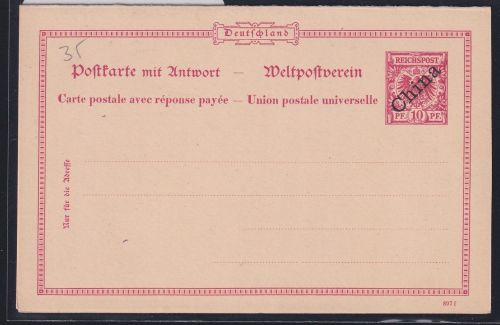 35
Deutschland
Postkarte mit Antwort — Weltpostverein
Carte postale avec réponse payée — Union postale universelle
REICHSPOST
China
PF. 10 PF.
Nur für die Adresse
897 f